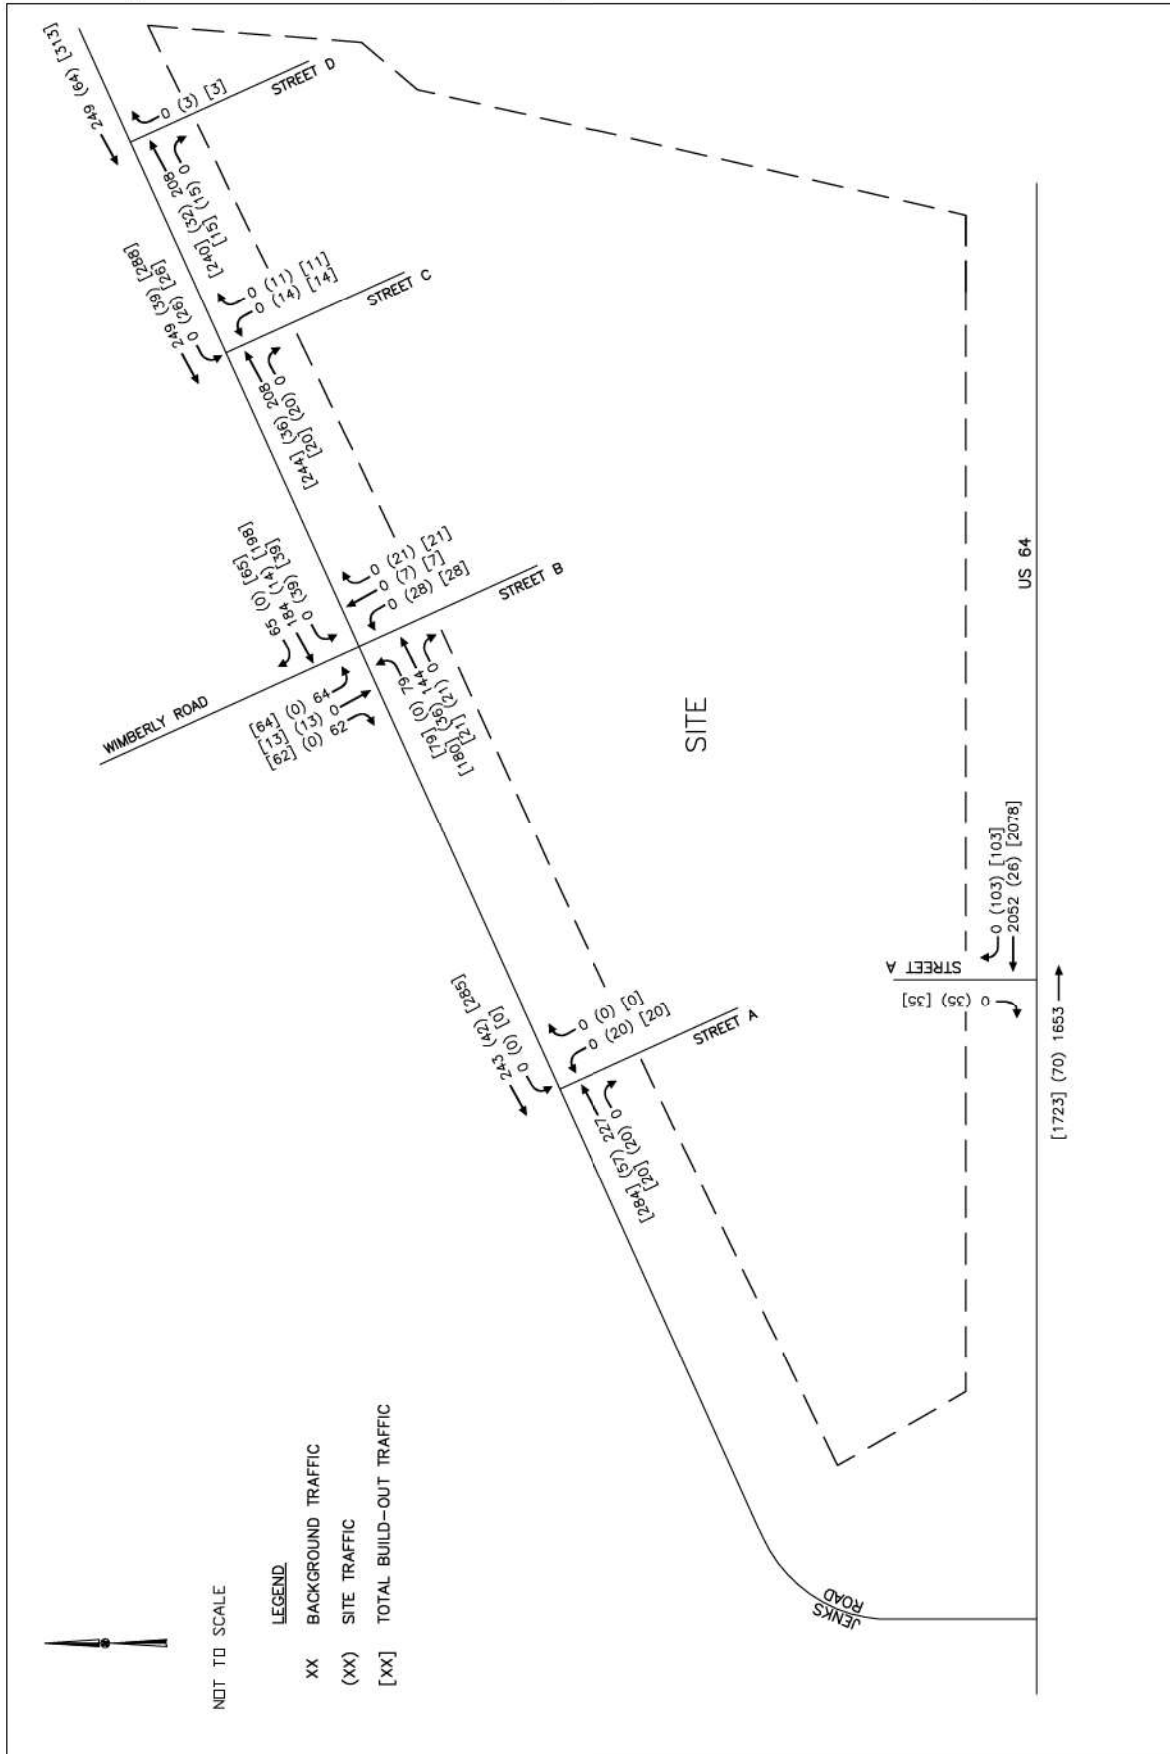 249 (64) [313]
0 (3) [3]
STREET D
[240] (32) 208
[15] (15) 0
249 (39) [288]
0 (26) [26]
0 (11) [11]
0 (14) [14]
STREET C
[244] (36) 208
[20] (20) 0
65 (0) [65]
184 (14) [198]
0 (39) [39]
0 (21) [21]
0 (7) [7]
0 (28) [28]
STREET B
WIMBERLY ROAD
[64] (0) 64
[13] (13) 0
[62] (0) 62
[79] (0) 79
[180] (36) 144
[21] (21) 0
SITE
US 64
243 (42) [285]
0 (0) [0]
0 (0) [0]
0 (20) [20]
STREET A
[284] (57) 227
[20] (20) 0
0 (103) [103]
2052 (26) [2078]
STREET A
0 (35) [35]
[1723] (70) 1653
JENKS
ROAD
NOT TO SCALE
LEGEND
XX BACKGROUND TRAFFIC
(XX) SITE TRAFFIC
[XX] TOTAL BUILD-OUT TRAFFIC